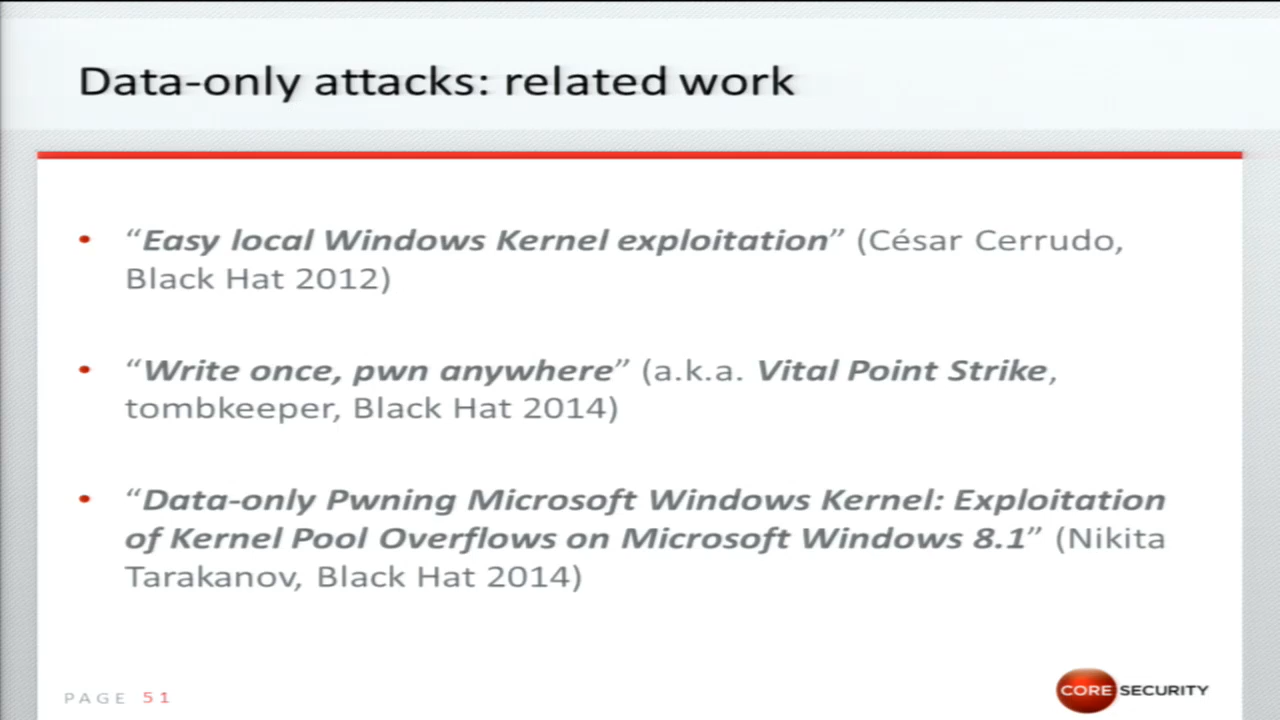 Data-only attacks: related work
• “Easy local Windows Kernel exploitation” (César Cerrudo,
Black Hat 2012)
• “Write once, pwn anywhere” (a.k.a. Vital Point Strike,
tombkeeper, Black Hat 2014)
• “Data-only Pwning Microsoft Windows Kernel: Exploitation
of Kernel Pool Overflows on Microsoft Windows 8.1” (Nikita
Tarakanov, Black Hat 2014)
PAGE 51
CORE SECURITY